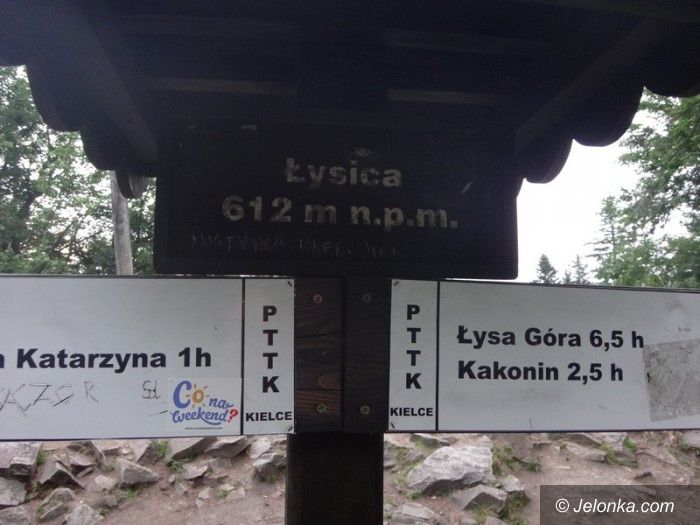 Łysica
612 m n.p.m.
Katarzyna 1h
PTTK
KIELCE
Co na
weekend?
PTTK
KIELCE
Łysa Góra 6,5 h
Kakonin 2,5 h
© Jelonka.com